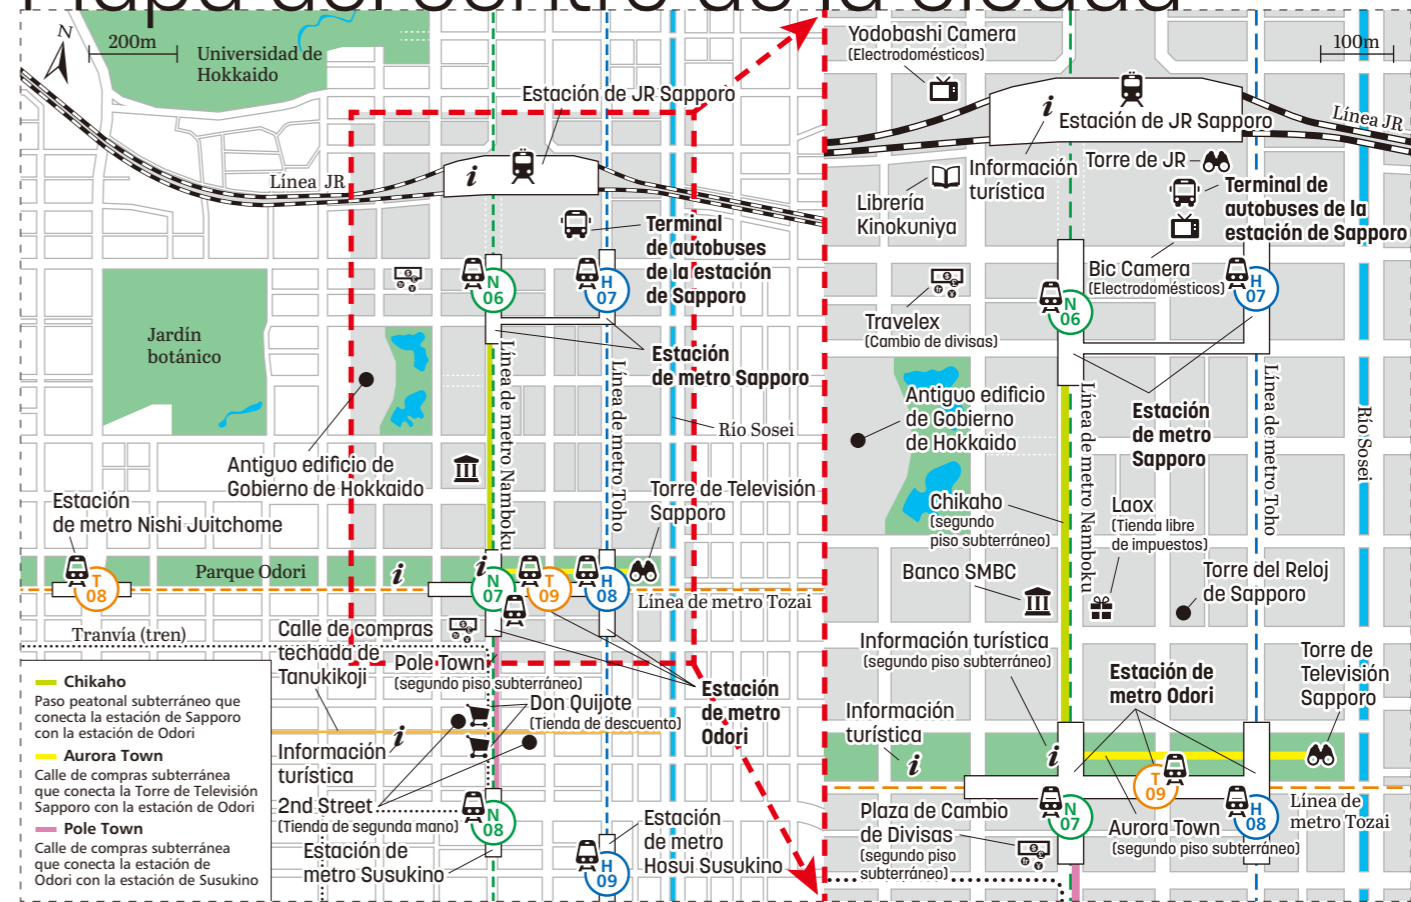 Mapa del centro de la ciudad
N
200m
Universidad de
Hokkaido
Estación de JR Sapporo
i
Línea JR
Terminal
de autobuses
de la estación
de Sapporo
N
06
H
07
Jardín
botánico
Estación
de metro Sapporo
Línea de metro Namboku
Línea de metro Toho
Río Sosei
Antiguo edificio de
Gobierno de Hokkaido
Estación
de metro Nishi Juitchome
Torre de Televisión
Sapporo
T
08
Parque Odori
i
i
N
07
T
09
H
08
Línea de metro Tozai
Tranvía (tren)
Calle de compras
techada de
Tanukikoji
Pole Town
(segundo piso subterráneo)
Don Quijote
(Tienda de descuento)
Estación
de metro
Odori
Información
turística
i
2nd Street
(Tienda de segunda mano)
N
08
Estación de
metro Susukino
Estación
de metro
Hosui Susukino
H
09
Chikaho
Paso peatonal subterráneo que
conecta la estación de Sapporo
con la estación de Odori
Aurora Town
Calle de compras subterránea
que conecta la Torre de Televisión
Sapporo con la estación de Odori
Pole Town
Calle de compras subterránea
que conecta la estación de
Odori con la estación de Susukino
Yodobashi Camera
(Electrodomésticos)
100m
i
Estación de JR Sapporo
Línea JR
Información
turística
Torre de JR
Librería
Kinokuniya
Terminal de
autobuses de la
estación de Sapporo
Bic Camera
(Electrodomésticos)
H
07
N
06
Travelex
(Cambio de divisas)
Antiguo edificio
de Gobierno
de Hokkaido
Estación
de metro
Sapporo
Línea de metro Namboku
Línea de metro Toho
Río Sosei
Chikaho
(segundo
piso subterráneo)
Laox
(Tienda libre
de impuestos)
Banco SMBC
Torre del Reloj
de Sapporo
Información turística
(segundo piso subterráneo)
Estación de
metro Odori
Torre de
Televisión
Sapporo
Información
turística
i
i
T
09
N
07
H
08
Línea de
metro Tozai
Plaza de Cambio
de Divisas
(segundo piso
subterráneo)
Aurora Town
(segundo piso subterráneo)